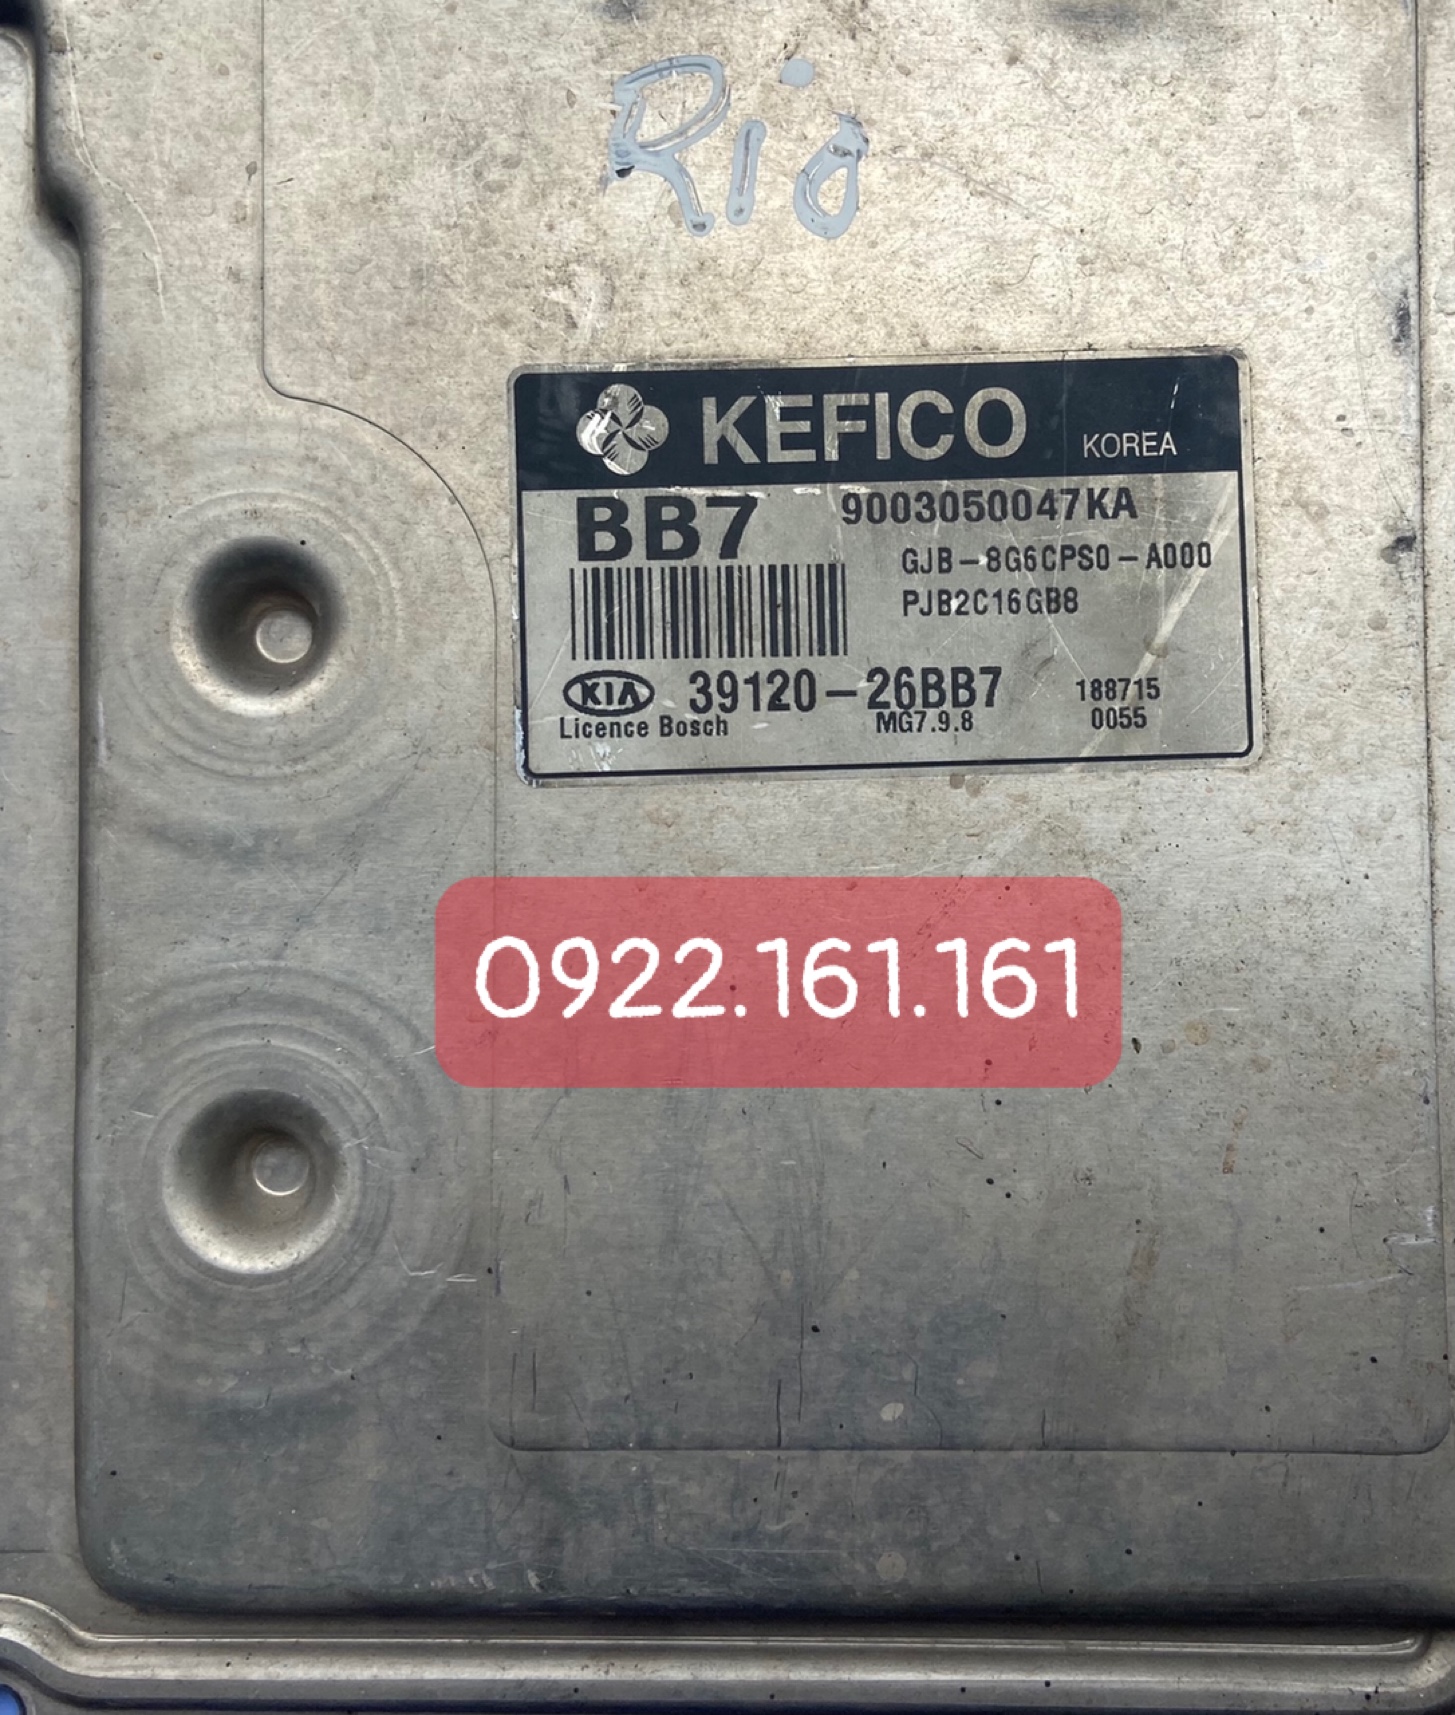 Rio
KEFICO KOREA
BB7 9003050047KA
GJB-8G6CPS0-A000
PJB2C16GB8
KIA 39120-26BB7 188715
Licence Bosch MG7.9.8 0055
0922.161.161